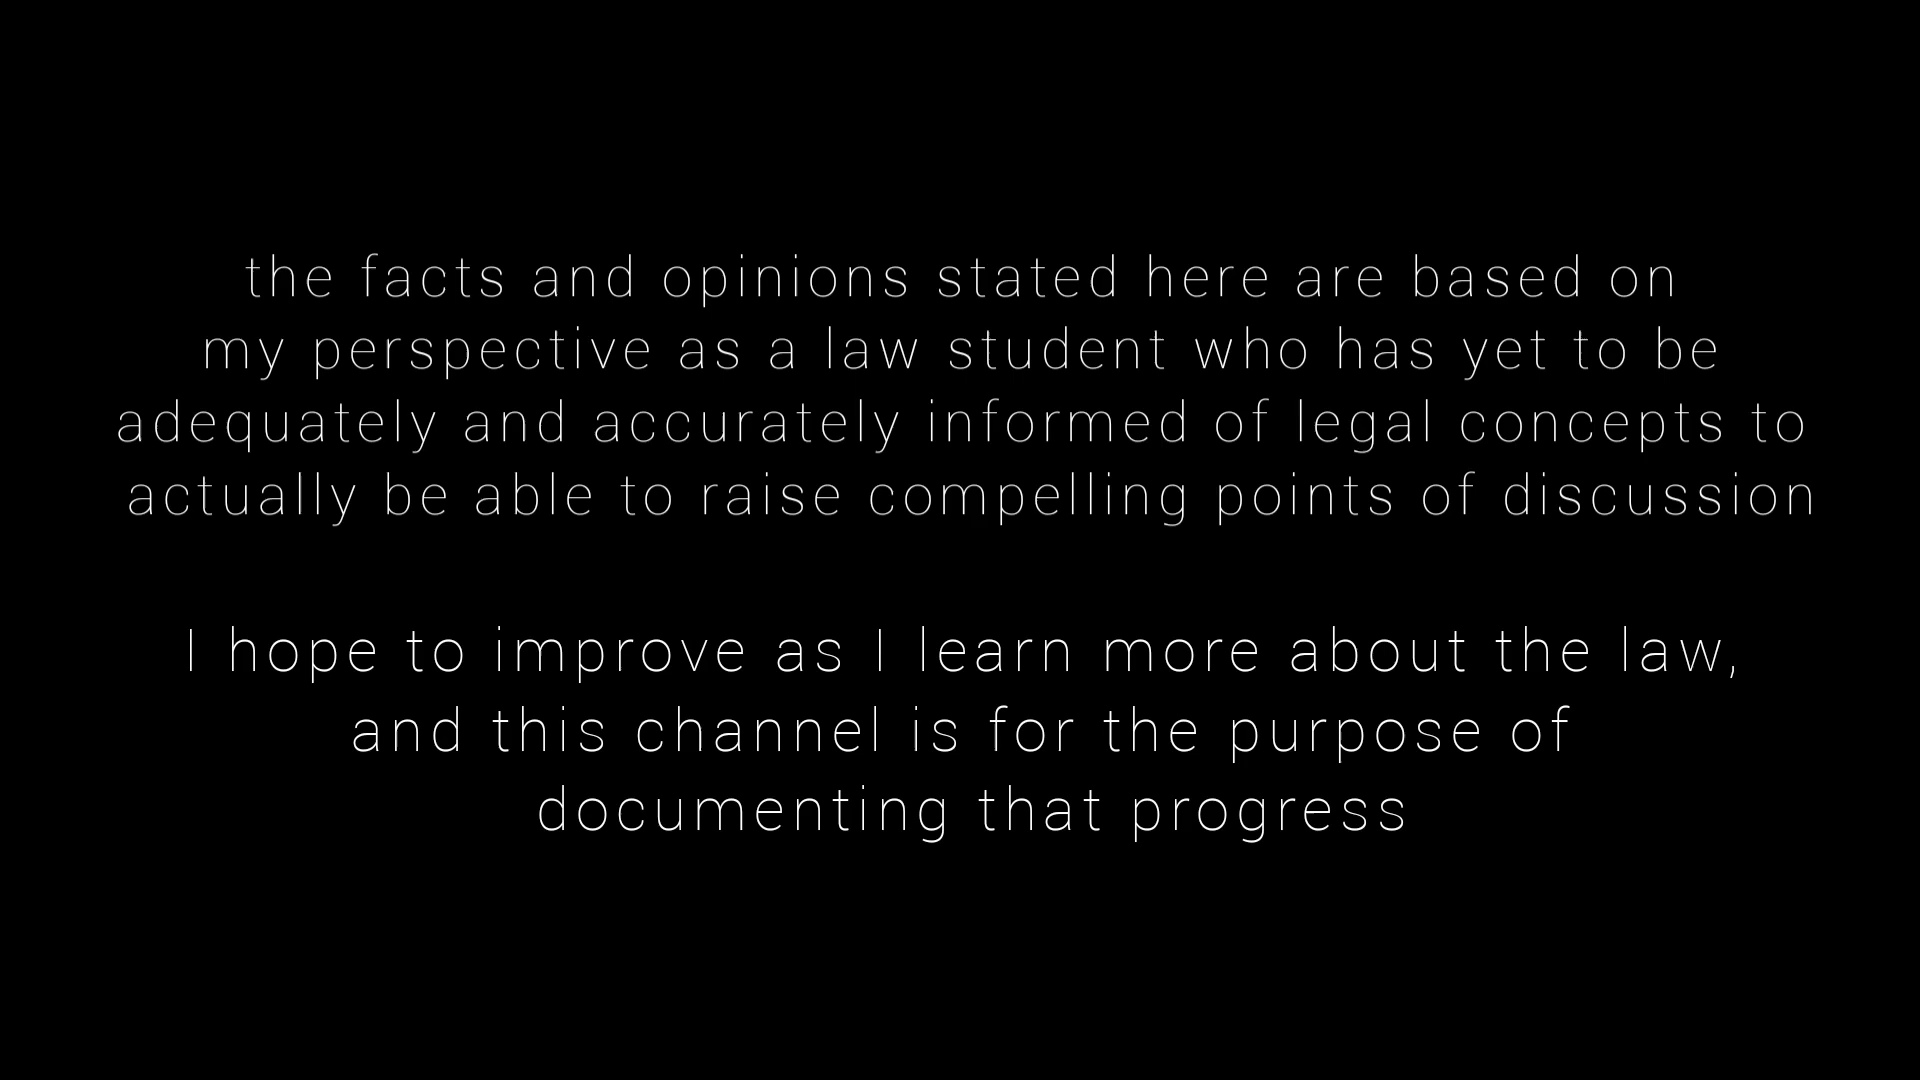 the facts and opinions stated here are based on
my perspective as a law student who has yet to be
adequately and accurately informed of legal concepts to
actually be able to raise compelling points of discussion
I hope to improve as I learn more about the law,
and this channel is for the purpose of
documenting that progress